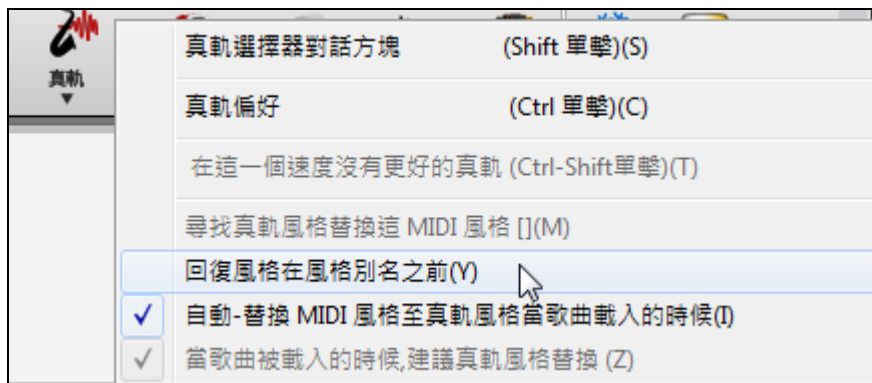 真軌
真軌選擇器對話方塊 (Shift 單擊)(S)
真軌偏好 (Ctrl 單擊)(C)
在這一個速度沒有更好的真軌 (Ctrl-Shift單擊)(T)
尋找真軌風格替換這 MIDI 風格 [](M)
回復風格在風格別名之前(Y)
自動-替換 MIDI 風格至真軌風格當歌曲載入的時候(I)
當歌曲被載入的時候,建議真軌風格替換 (Z)